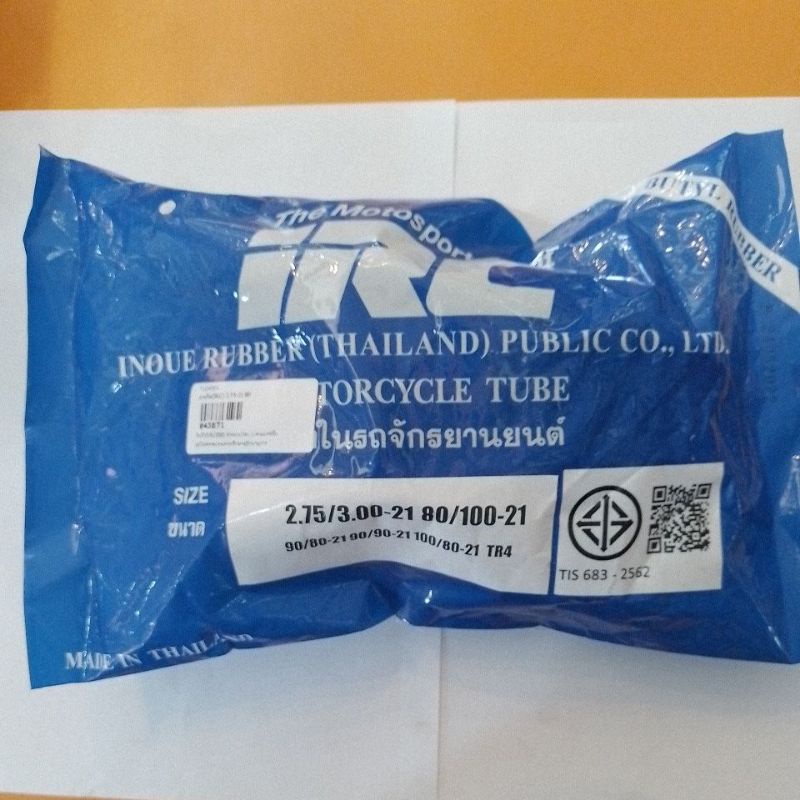 The Motosport
IRC
BUTYL RUBBER
INOUE RUBBER (THAILAND) PUBLIC CO., LTD.
TORCYCLE TUBE
ในรถจักรยานยนต์
SIZE
ขนาด
2.75/3.00-21 80/100-21
90/80-21 90/90-21 100/80-21 TR4
TIS 683 - 2562
MADE IN THAILAND